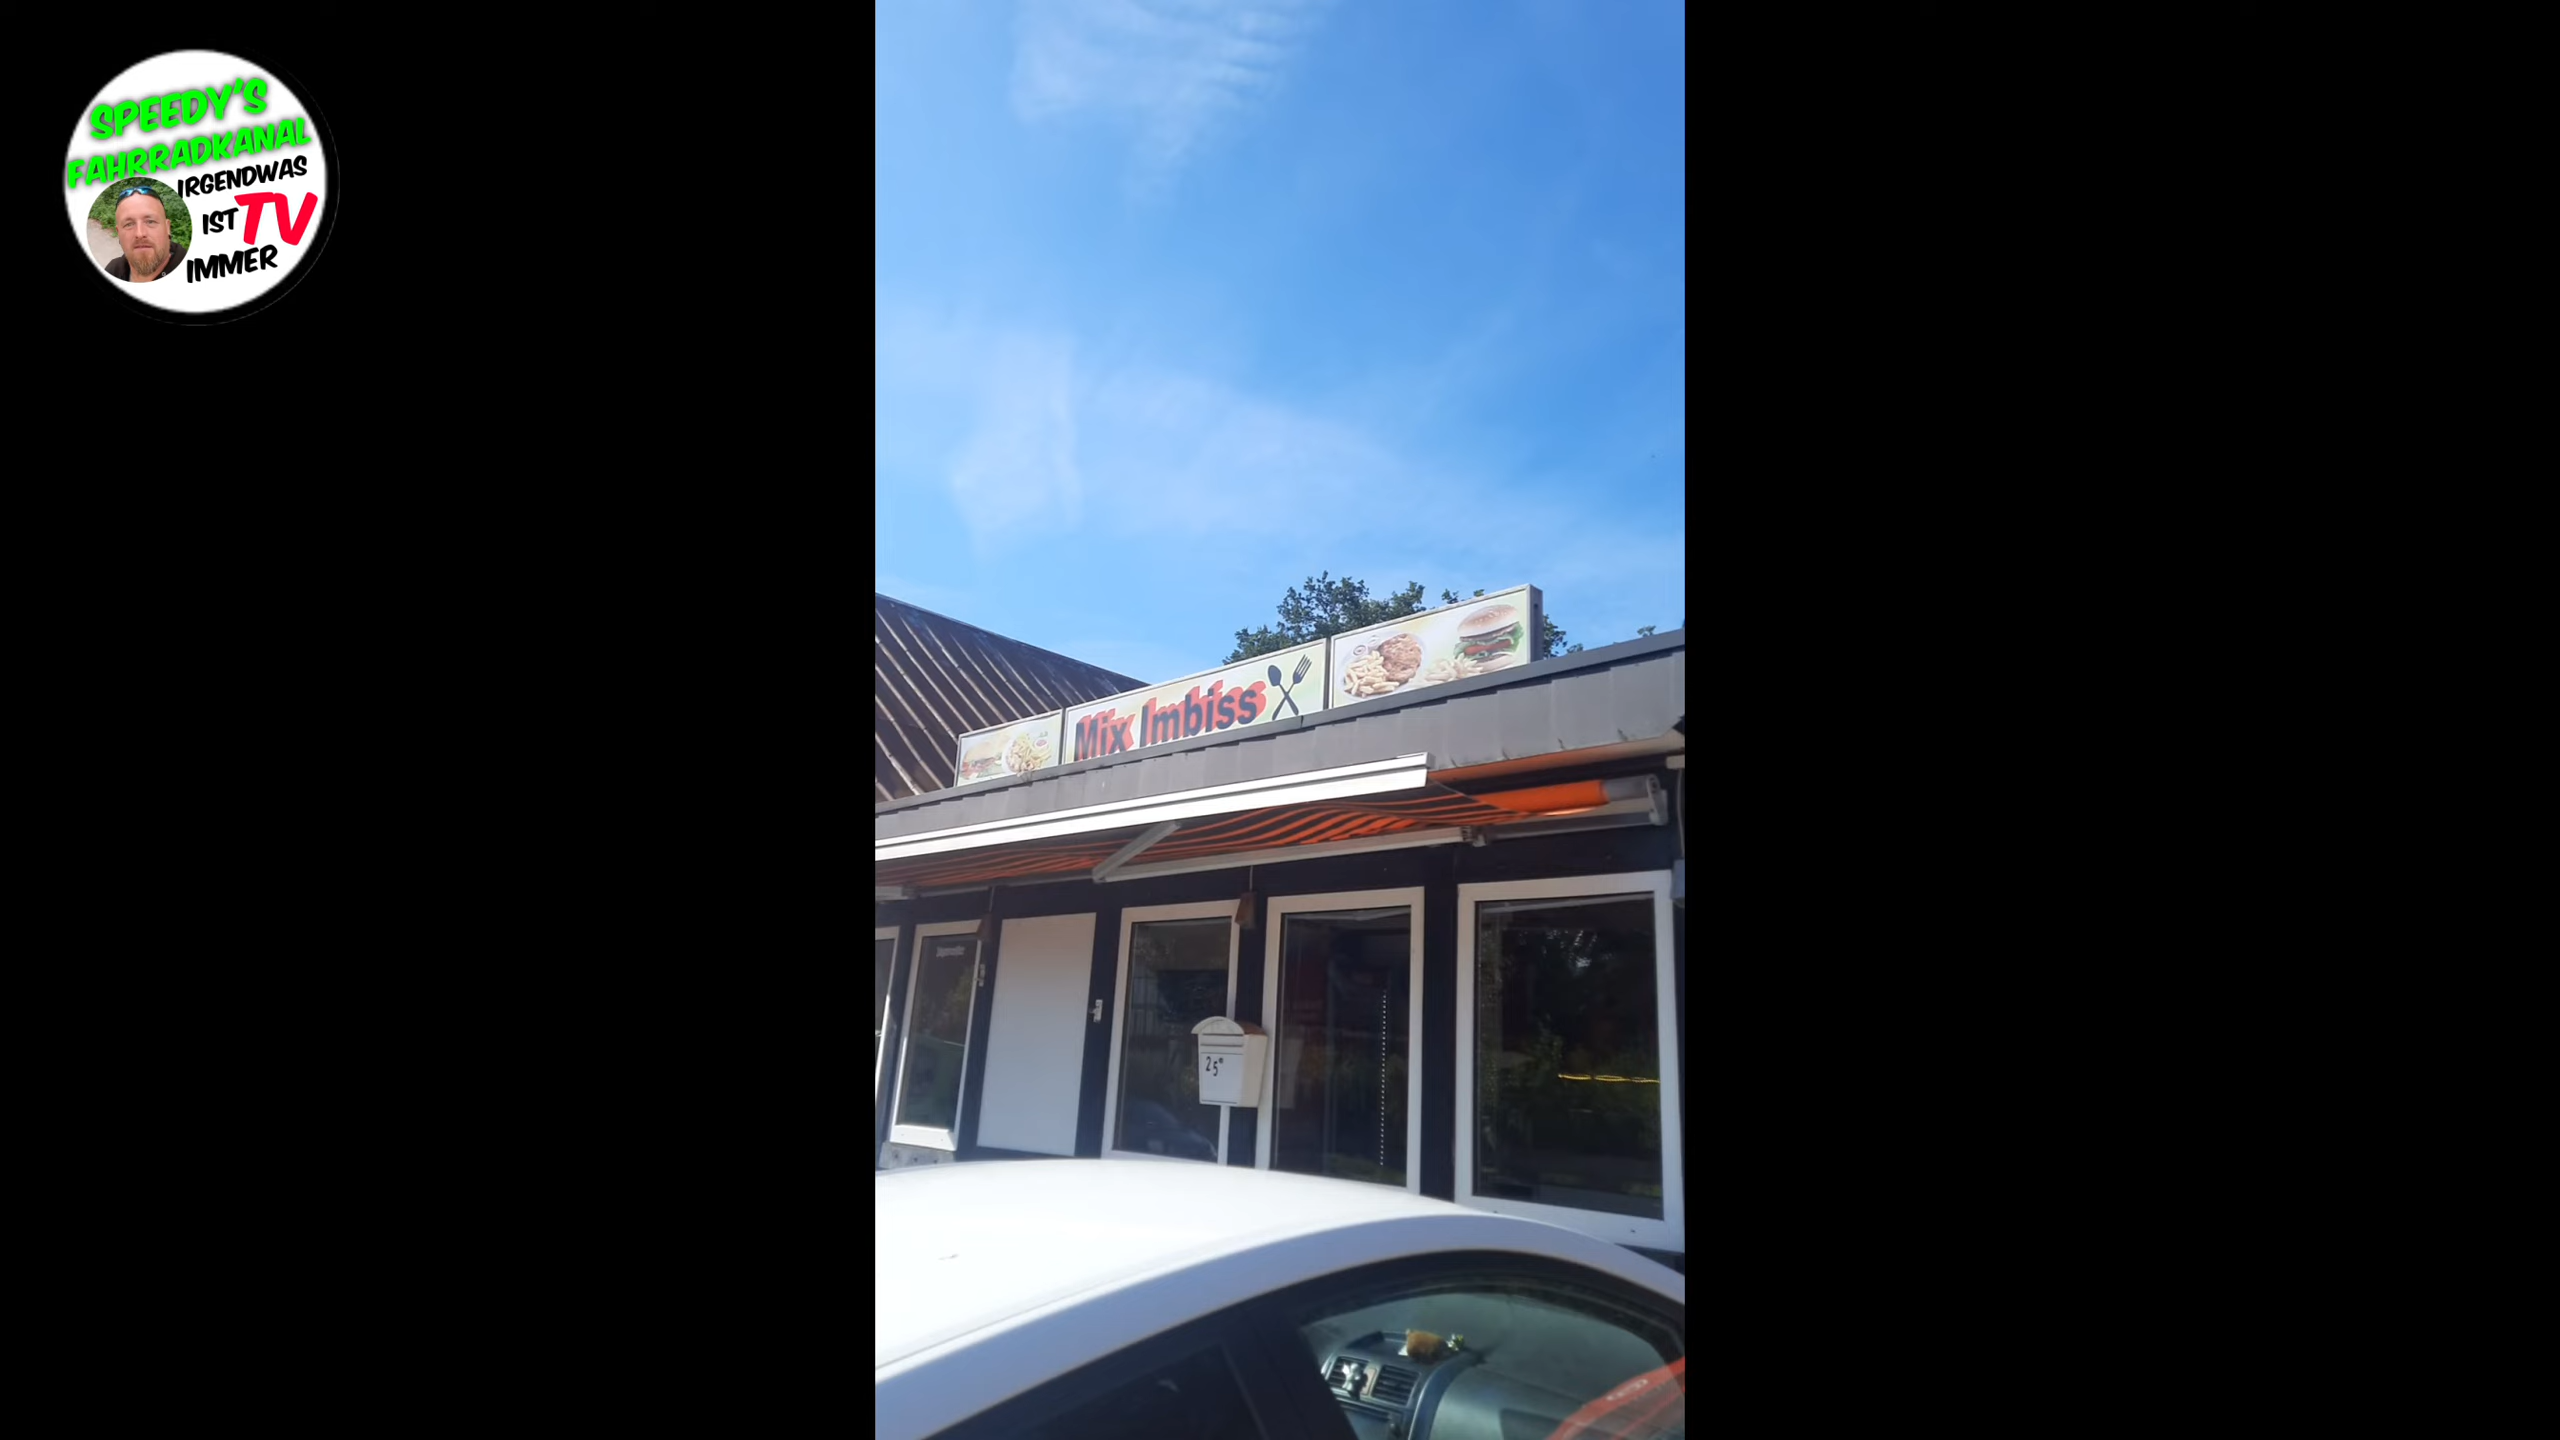 SPEEDY'S
FAHRRADKANAL
IRGENDWAS
IST TV
IMMER
Mix Imbiss
25